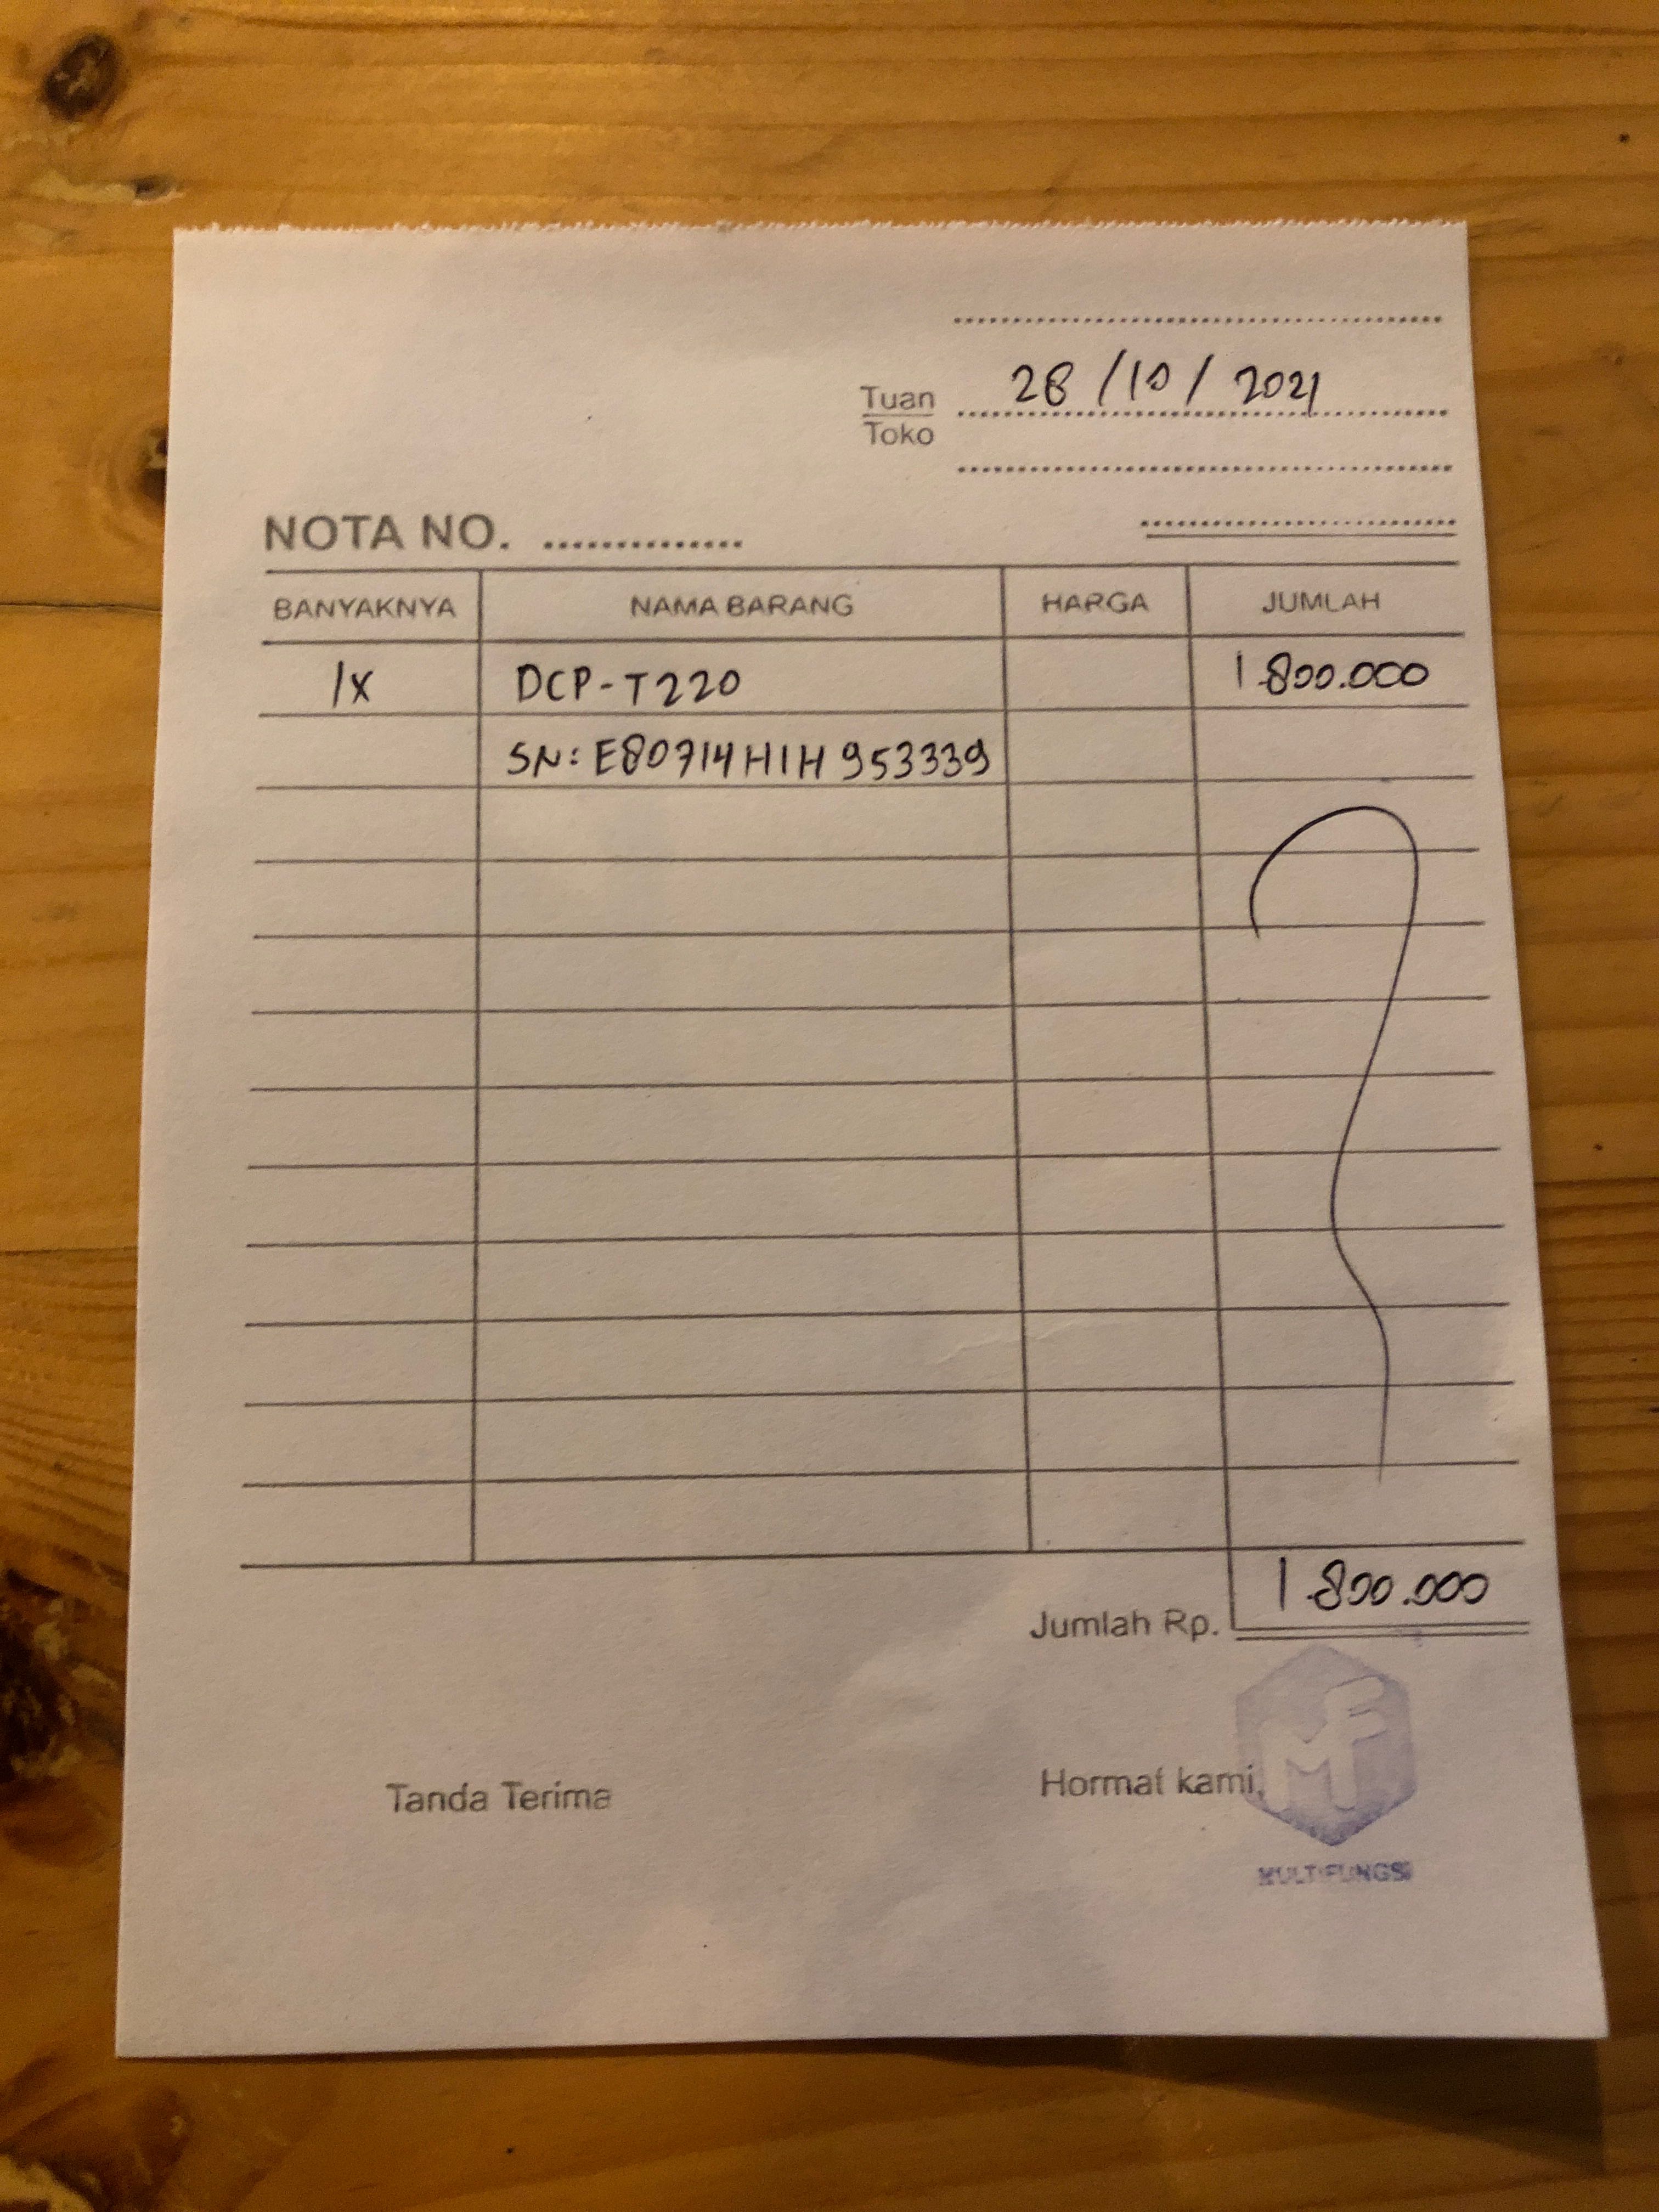 28/10/2021
Tuan
Toko
NOTA NO. ..............
BANYAKNYA NAMA BARANG HARGA JUMLAH
1x DCP-T220 1.800.000
SN: E80714H1H953339
Jumlah Rp. 1.800.000
Tanda Terima Hormat kami,
MF
MULTIFUNGSI